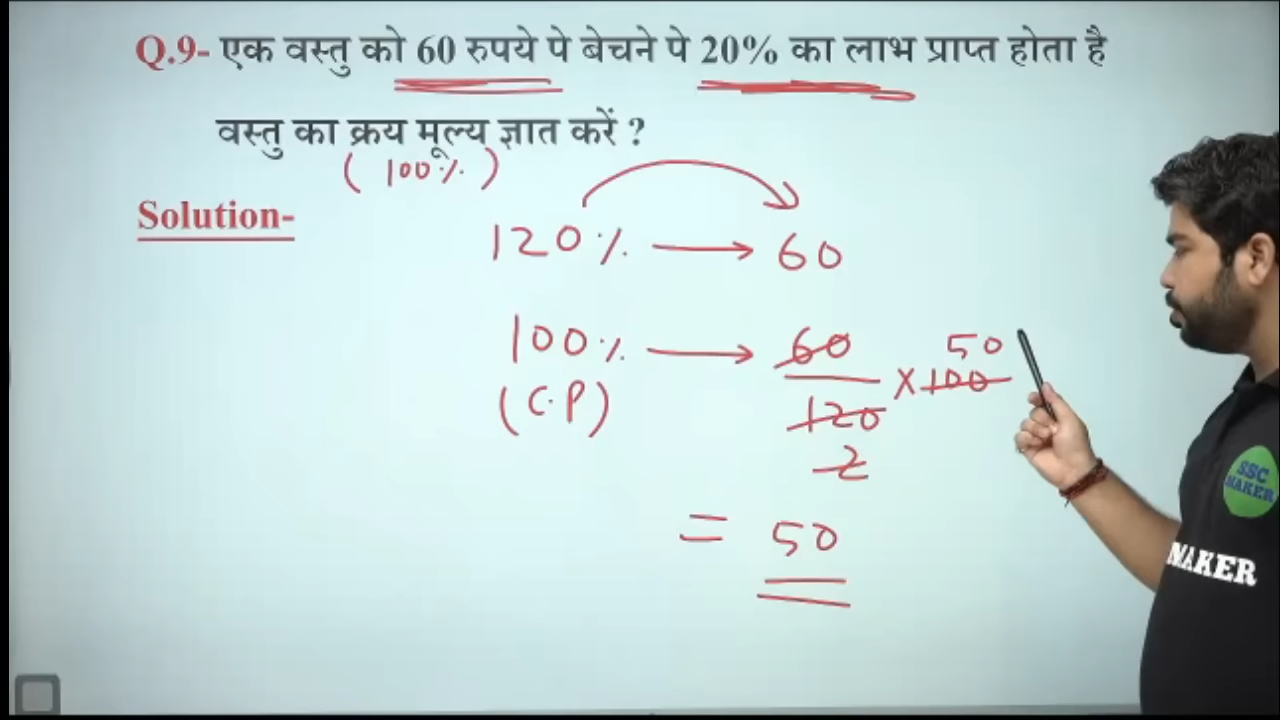 Q.9- एक वस्तु को 60 रुपये पे बेचने पे 20% का लाभ प्राप्त होता है
वस्तु का क्रय मूल्य ज्ञात करें ?
( 100% )
Solution-
120% → 60
100% → 60/120 × 100
50
(C.P)
2
= 50
SSC
MAKER
MAKER